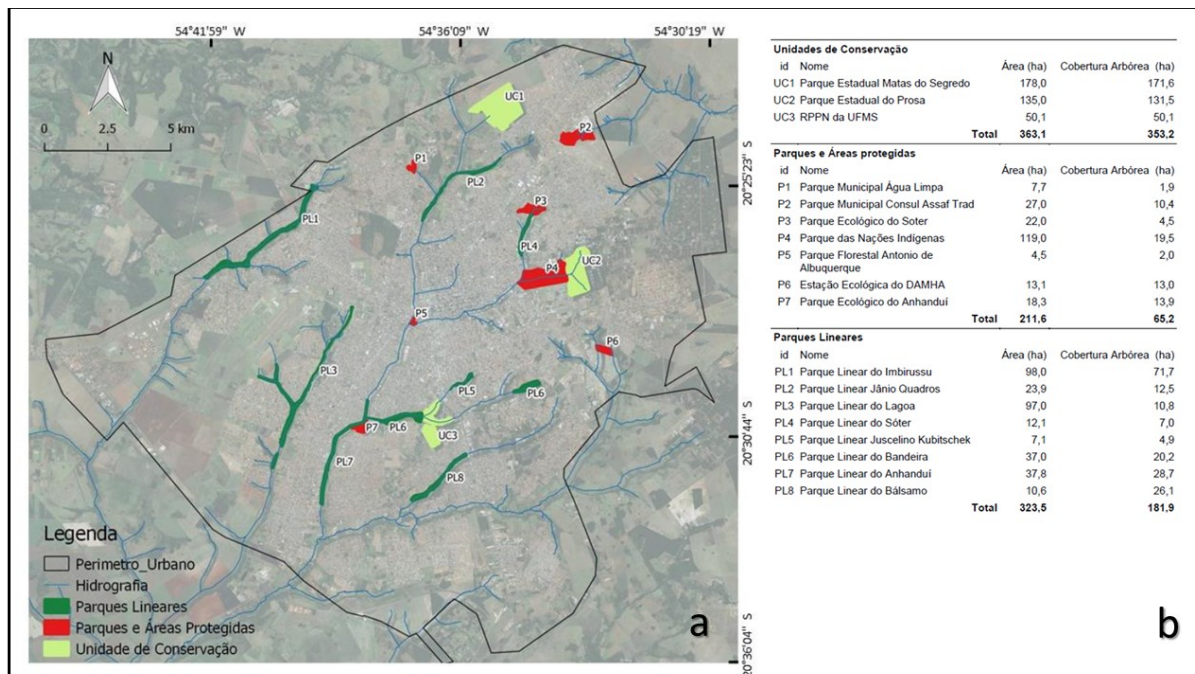 54°41'59" W
54°36'09" W
54°30'19" W
N
0 2.5 5 km
20°25'23" S
20°30'44" S
20°36'04" S
UC1
P2
P1
PL2
P3
PL1
PL4
P4
UC2
P5
P6
PL3
PL5
PL6
P7
PL6
UC3
PL7
PL8
Legenda
Perimetro_Urbano
Hidrografia
Parques Lineares
Parques e Áreas Protegidas
Unidade de Conservação
a
Unidades de Conservação
id Nome Área (ha) Cobertura Arbórea (ha)
UC1 Parque Estadual Matas do Segredo 178,0 171,6
UC2 Parque Estadual do Prosa 135,0 131,5
UC3 RPPN da UFMS 50,1 50,1
Total 363,1 353,2
Parques e Áreas protegidas
id Nome Área (ha) Cobertura Arbórea (ha)
P1 Parque Municipal Água Limpa 7,7 1,9
P2 Parque Municipal Consul Assaf Trad 27,0 10,4
P3 Parque Ecológico do Soter 22,0 4,5
P4 Parque das Nações Indígenas 119,0 19,5
P5 Parque Florestal Antonio de 4,5 2,0
Albuquerque
P6 Estação Ecológica do DAMHA 13,1 13,0
P7 Parque Ecológico do Anhanduí 18,3 13,9
Total 211,6 65,2
Parques Lineares
id Nome Área (ha) Cobertura Arbórea (ha)
PL1 Parque Linear do Imbirussu 98,0 71,7
PL2 Parque Linear Jânio Quadros 23,9 12,5
PL3 Parque Linear do Lagoa 97,0 10,8
PL4 Parque Linear do Sóter 12,1 7,0
PL5 Parque Linear Juscelino Kubitschek 7,1 4,9
PL6 Parque Linear do Bandeira 37,0 20,2
PL7 Parque Linear do Anhanduí 37,8 28,7
PL8 Parque Linear do Bálsamo 10,6 26,1
Total 323,5 181,9
b